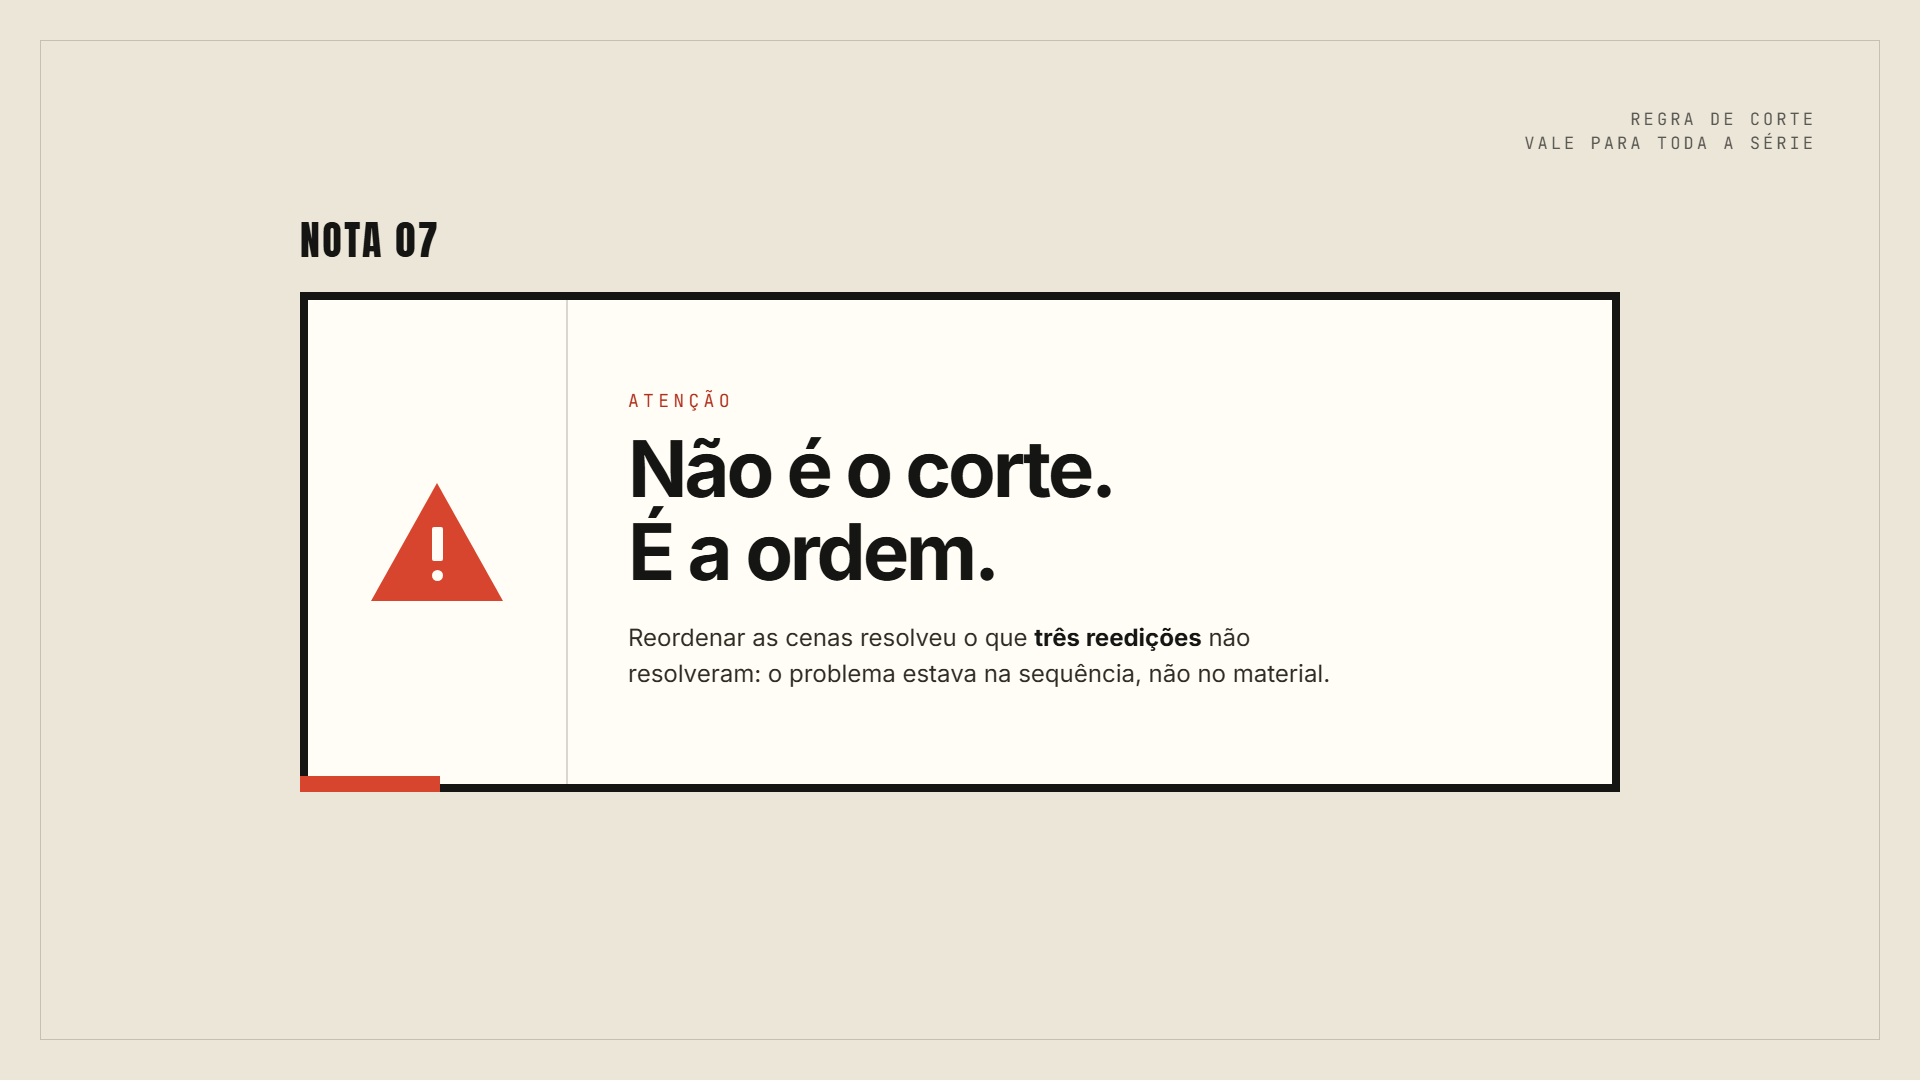 REGRA DE CORTE
VALE PARA TODA A SÉRIE
NOTA 07
ATENÇÃO
Não é o corte.
É a ordem.
Reordenar as cenas resolveu o que três reedições não
resolveram: o problema estava na sequência, não no material.